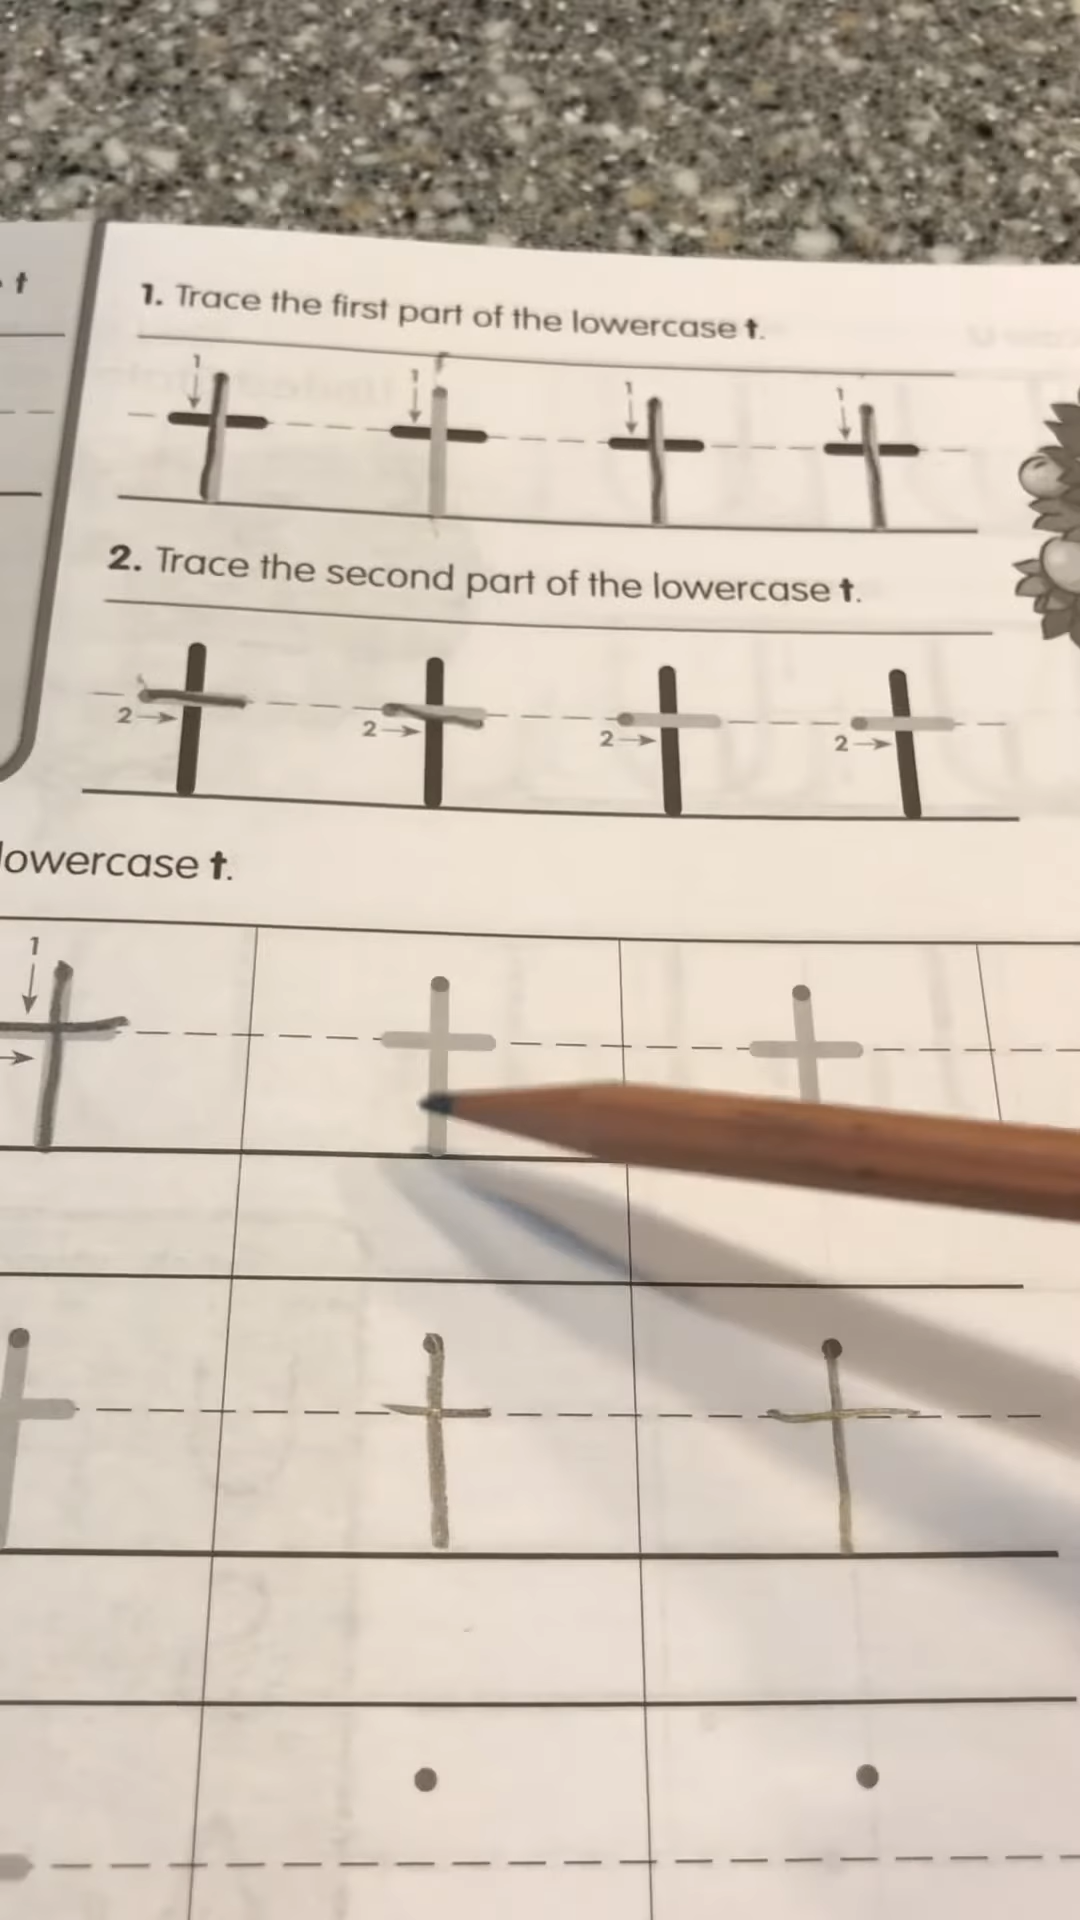 t
1. Trace the first part of the lowercase t.
1 t 1 t 1 t 1 t
2. Trace the second part of the lowercase t.
2 t 2 t 2 t 2 t
lowercase t.
1 t t t
t t t